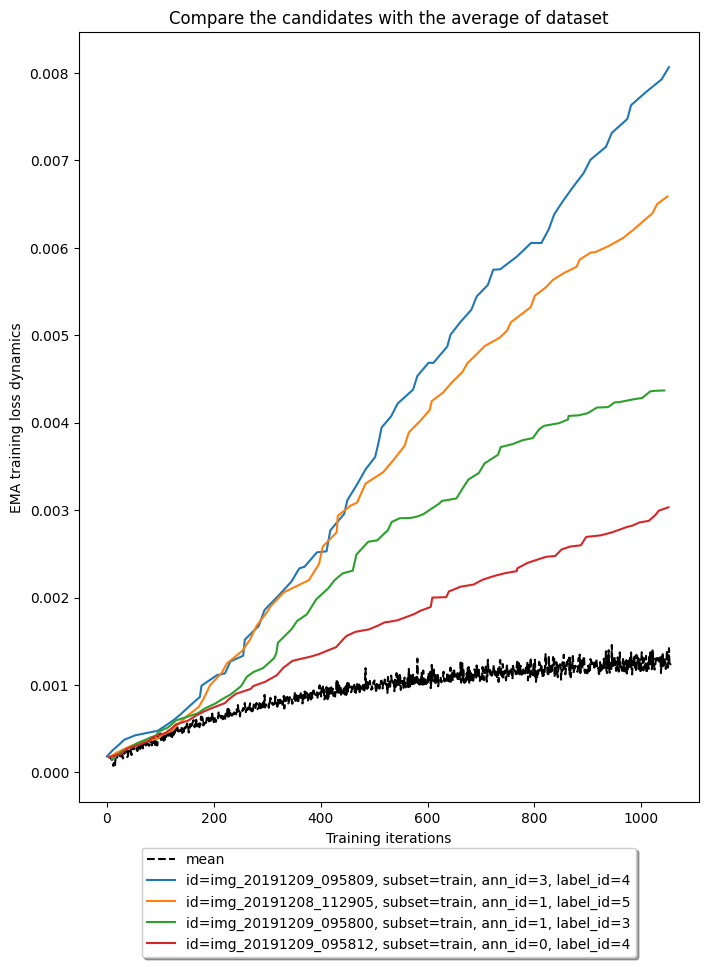 Compare the candidates with the average of dataset
EMA training loss dynamics
0.008
0.007
0.006
0.005
0.004
0.003
0.002
0.001
0.000
0 200 400 600 800 1000
Training iterations
mean
id=img_20191209_095809, subset=train, ann_id=3, label_id=4
id=img_20191208_112905, subset=train, ann_id=1, label_id=5
id=img_20191209_095800, subset=train, ann_id=1, label_id=3
id=img_20191209_095812, subset=train, ann_id=0, label_id=4